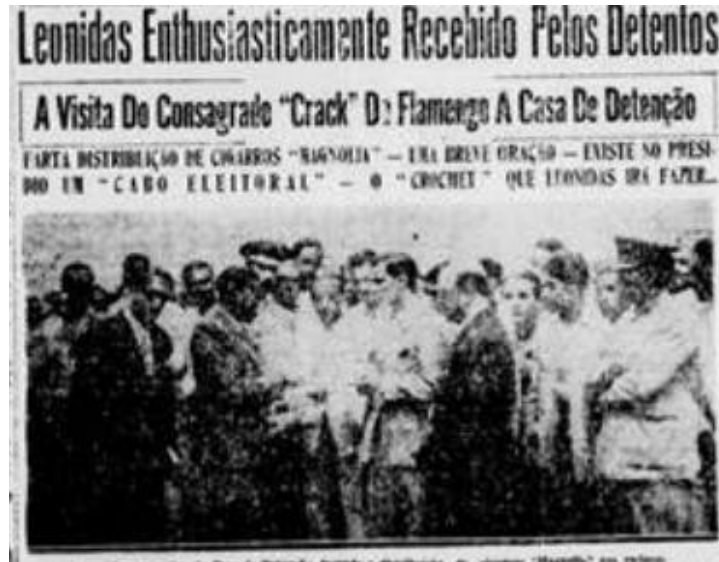 Leonidas Enthusiasticamente Recebido Pelos Detentos
A Visita Do Consagrado "Crack" Do Flamengo A Casa De Detenção
FARTA DISTRIBUIÇÃO DE CIGARROS "MAGNOLIA" — UMA BREVE ORAÇÃO — EXISTE NO PRESI-
DIO UM "CABO ELEITORAL" — O "CROCHET" QUE LEONIDAS IRÁ FAZER...